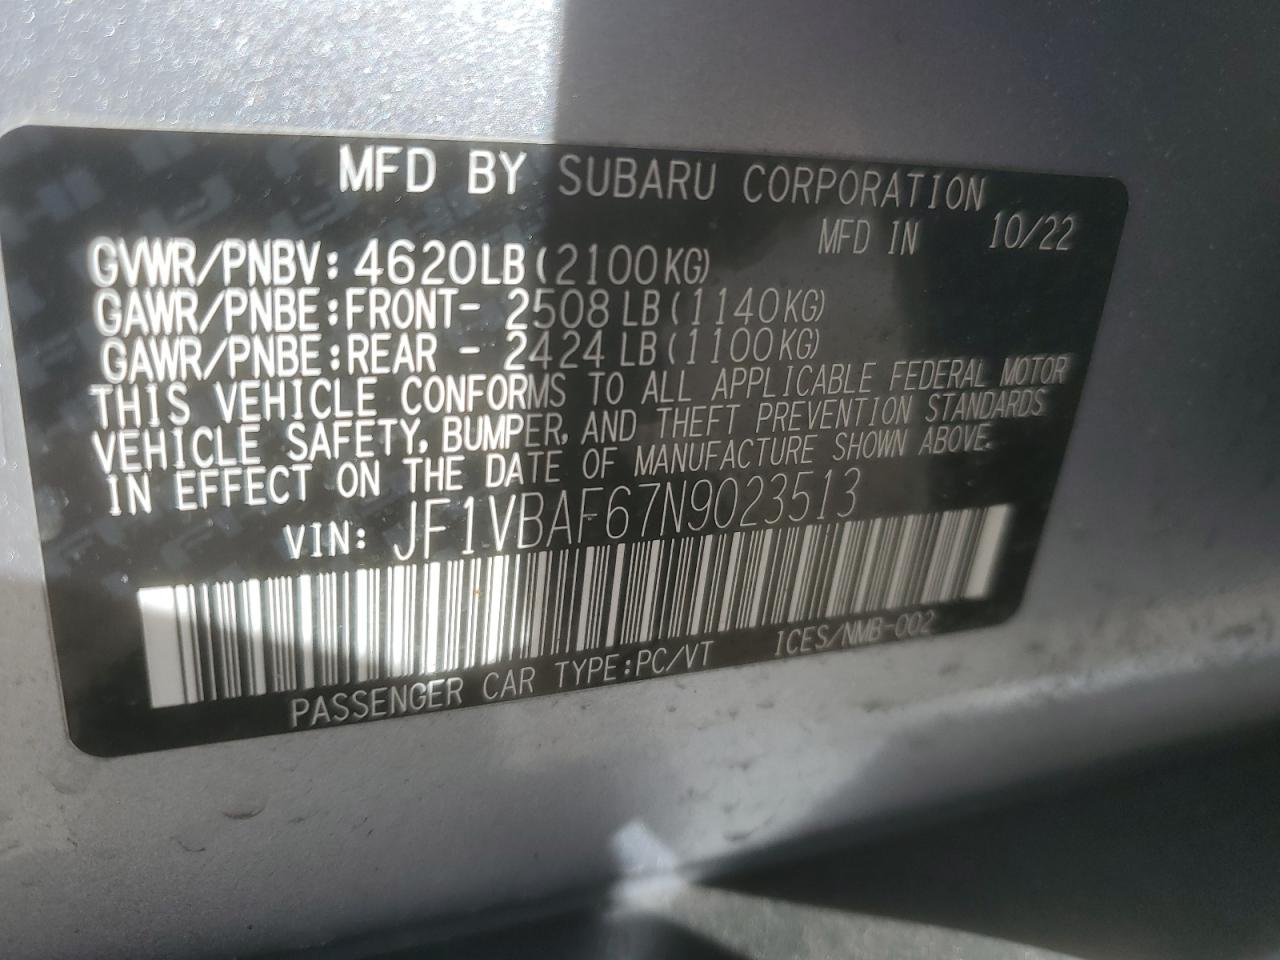 MFD BY SUBARU CORPORATION
MFD IN 10/22
GVWR/PNBV: 4620LB(2100KG)
GAWR/PNBE:FRONT- 2508 LB(1140KG)
GAWR/PNBE:REAR - 2424 LB(1100KG)
THIS VEHICLE CONFORMS TO ALL APPLICABLE FEDERAL MOTOR
VEHICLE SAFETY, BUMPER, AND THEFT PREVENTION STANDARDS
IN EFFECT ON THE DATE OF MANUFACTURE SHOWN ABOVE.
VIN: JF1VBAF67N9023513
PASSENGER CAR TYPE:PC/VT ICES/NMB-002